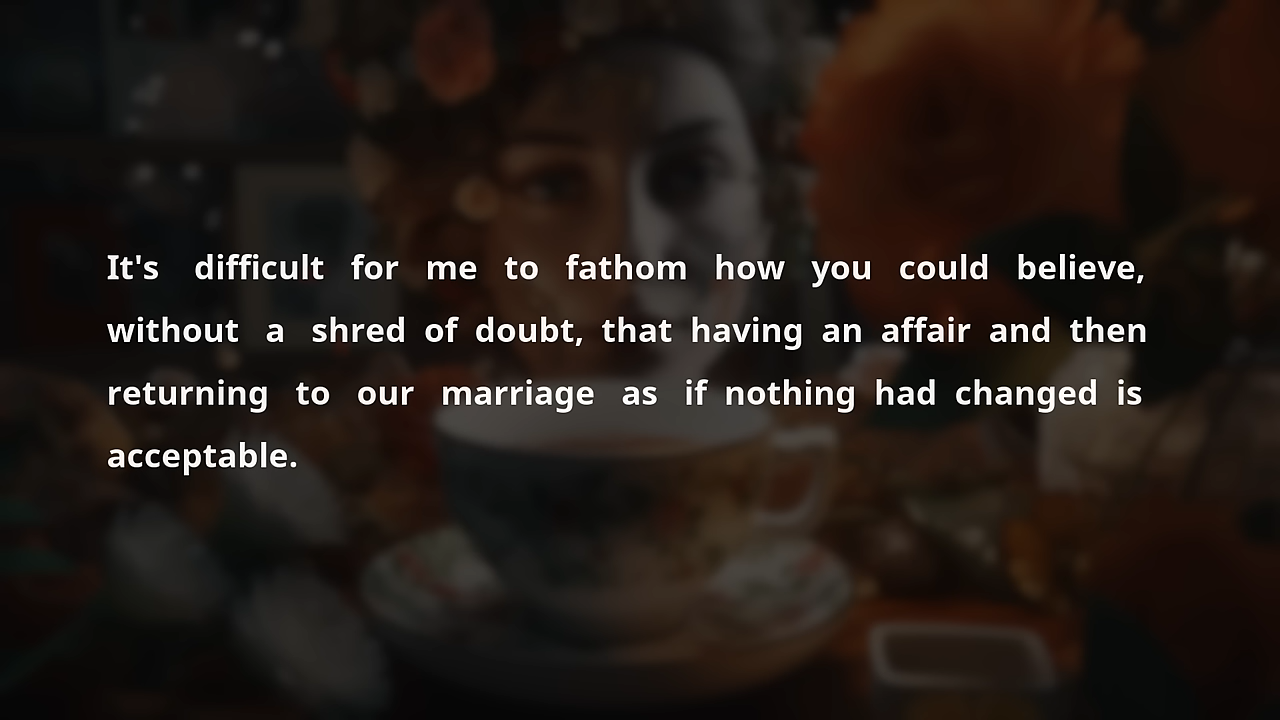 It's difficult for me to fathom how you could believe,
without a shred of doubt, that having an affair and then
returning to our marriage as if nothing had changed is
acceptable.